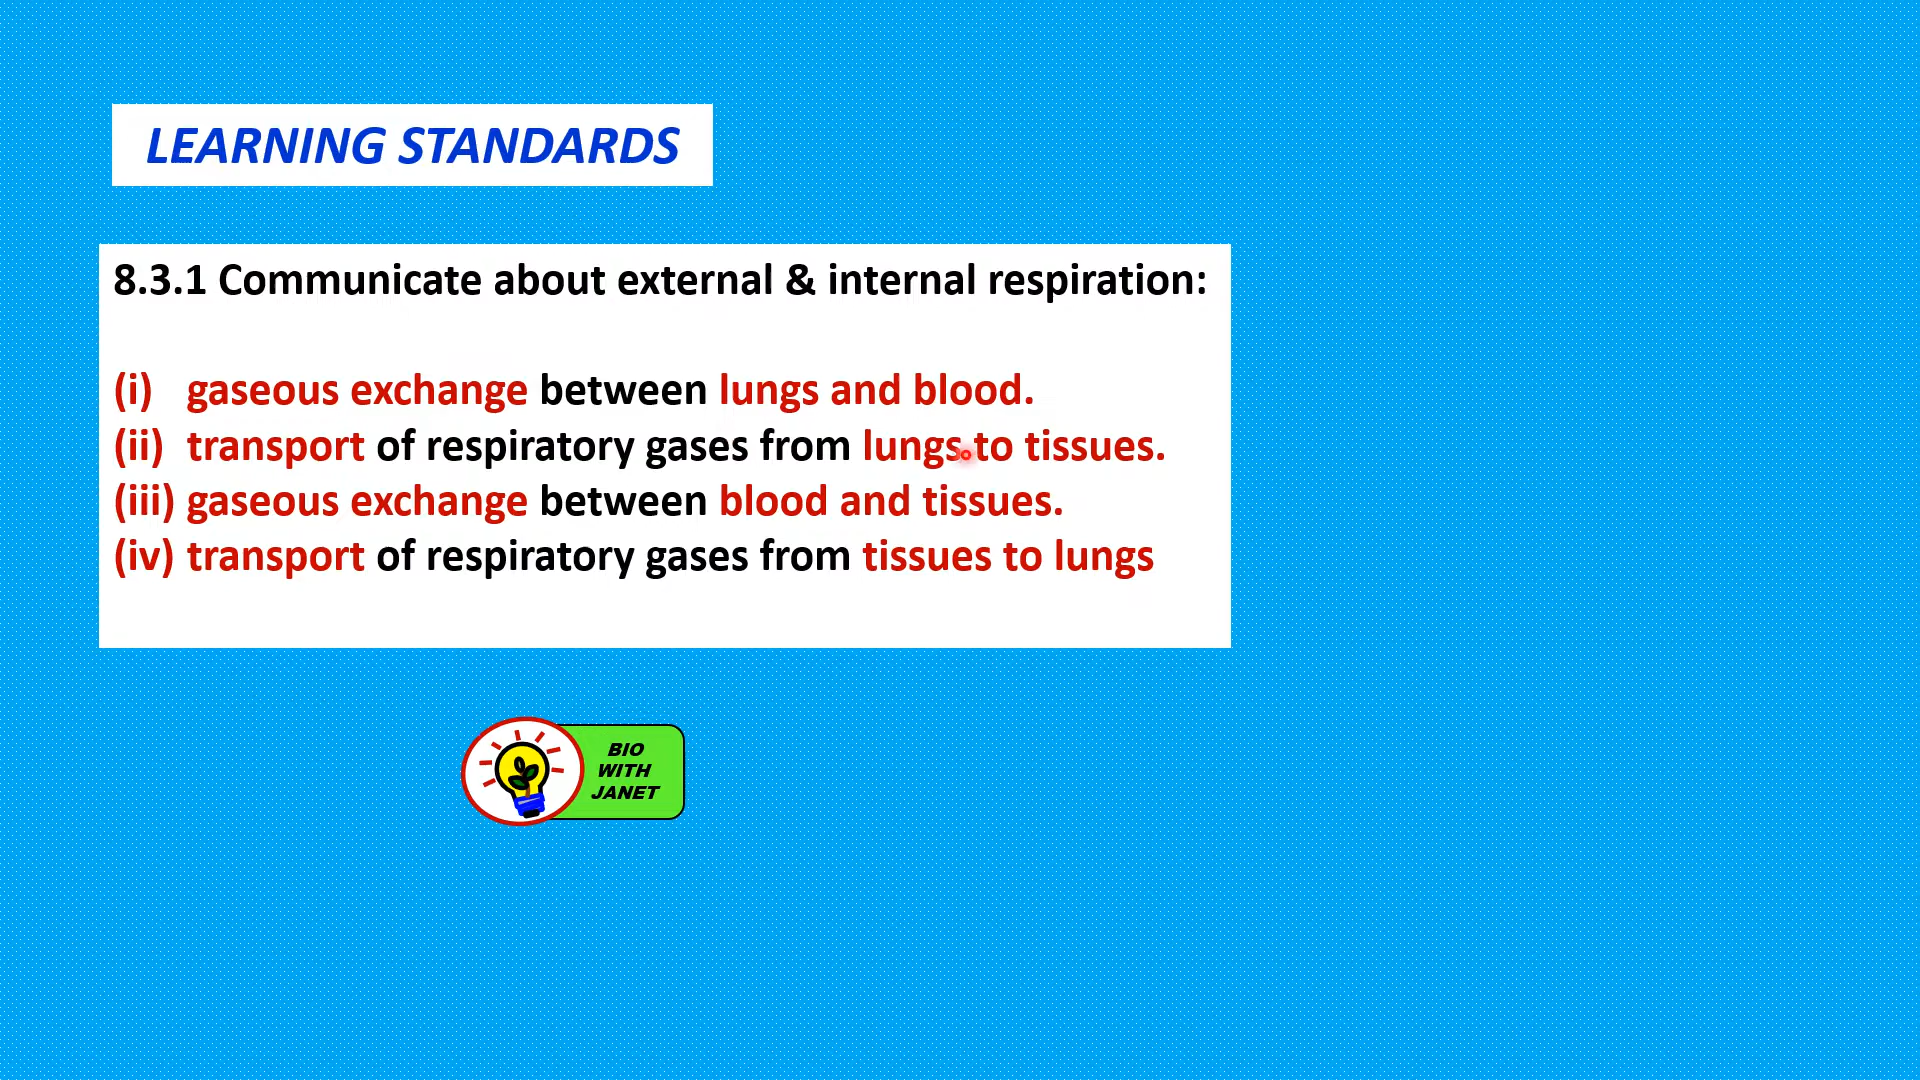 LEARNING STANDARDS
8.3.1 Communicate about external & internal respiration:
(i) gaseous exchange between lungs and blood.
(ii) transport of respiratory gases from lungs to tissues.
(iii) gaseous exchange between blood and tissues.
(iv) transport of respiratory gases from tissues to lungs
BIO
WITH
JANET